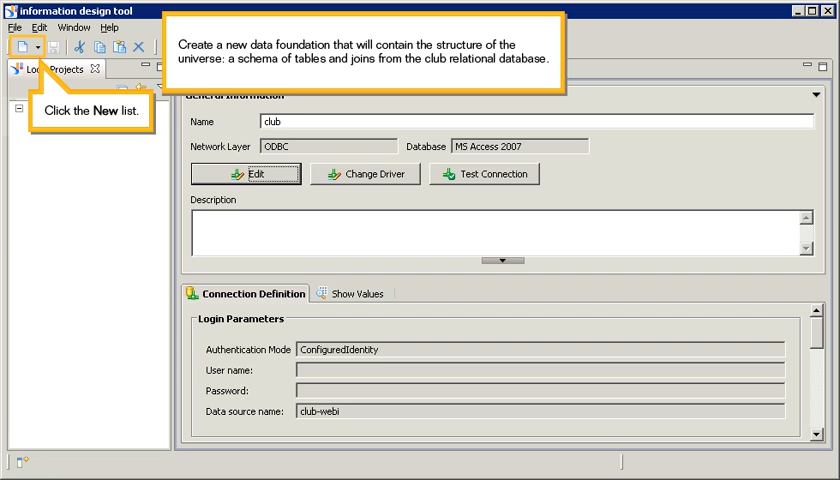 information design tool
File Edit Window Help
Create a new data foundation that will contain the structure of the
universe: a schema of tables and joins from the club relational database.
Projects
Click the New list.
General Information
Name club
Network Layer ODBC Database MS Access 2007
Edit Change Driver Test Connection
Description
Connection Definition Show Values
Login Parameters
Authentication Mode ConfiguredIdentity
User name:
Password:
Data source name: club-webi